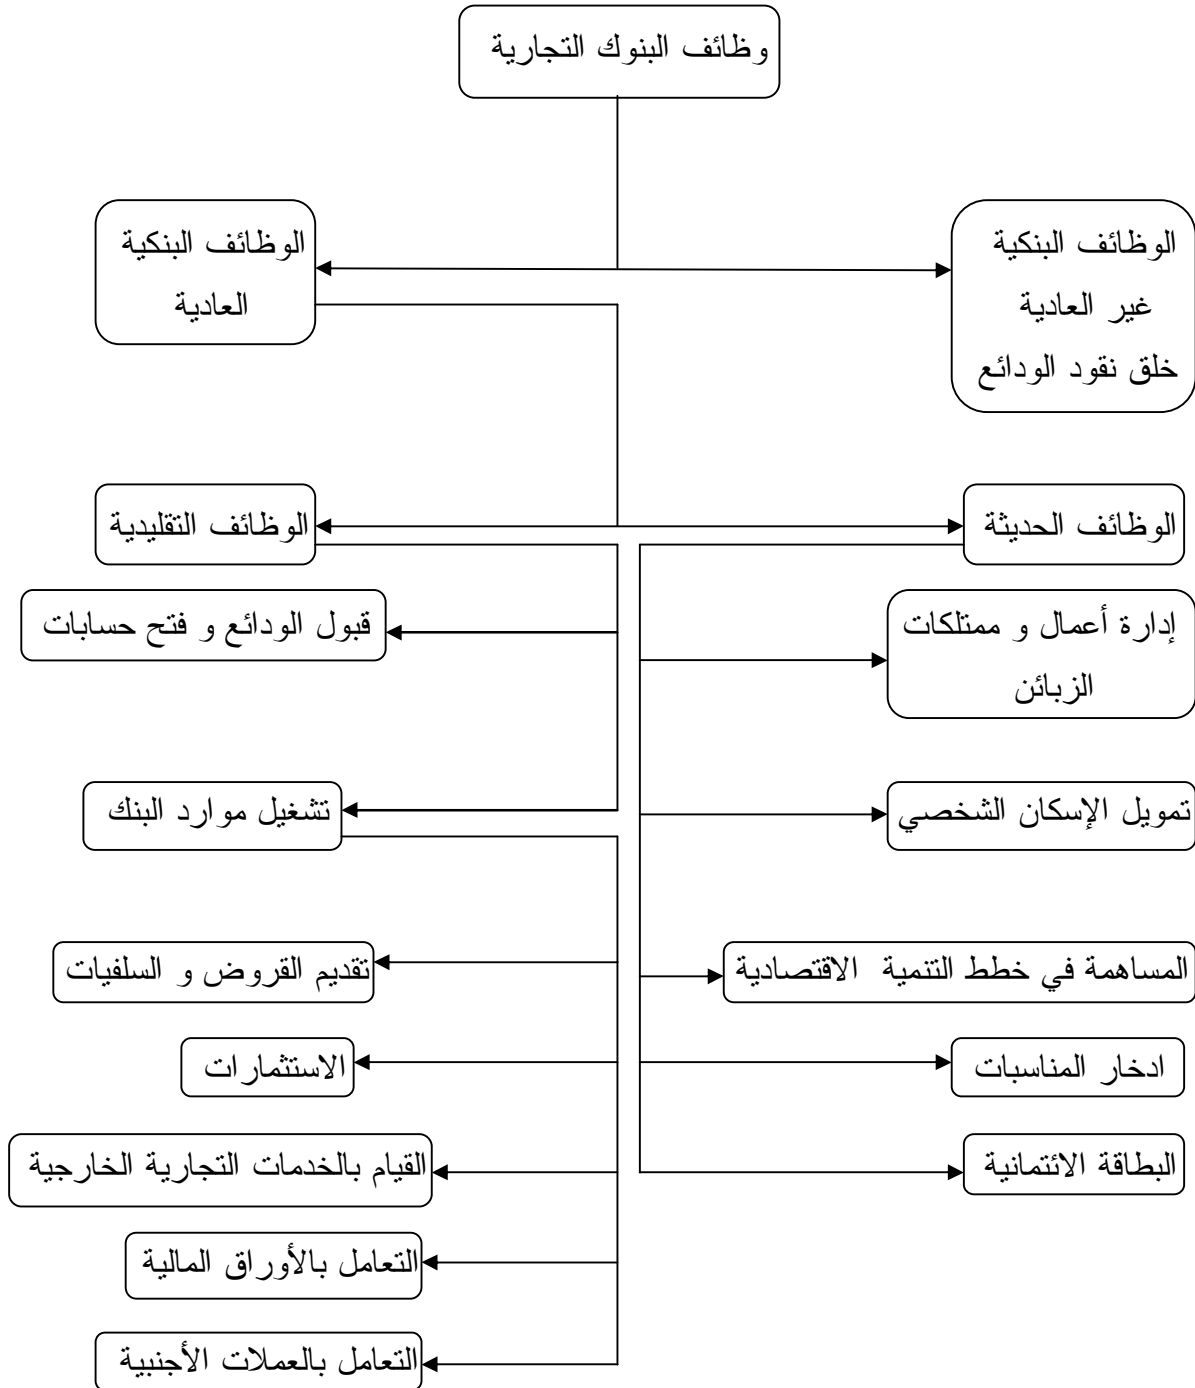 وظائف البنوك التجارية
الوظائف البنكية
غير العادية
خلق نقود الودائع
الوظائف البنكية
العادية
الوظائف الحديثة
الوظائف التقليدية
إدارة أعمال و ممتلكات
الزبائن
قبول الودائع و فتح حسابات
تمويل الإسكان الشخصي
تشغيل موارد البنك
المساهمة في خطط التنمية الاقتصادية
تقديم القروض و السلفيات
ادخار المناسبات
الاستثمارات
البطاقة الائتمانية
القيام بالخدمات التجارية الخارجية
التعامل بالأوراق المالية
التعامل بالعملات الأجنبية